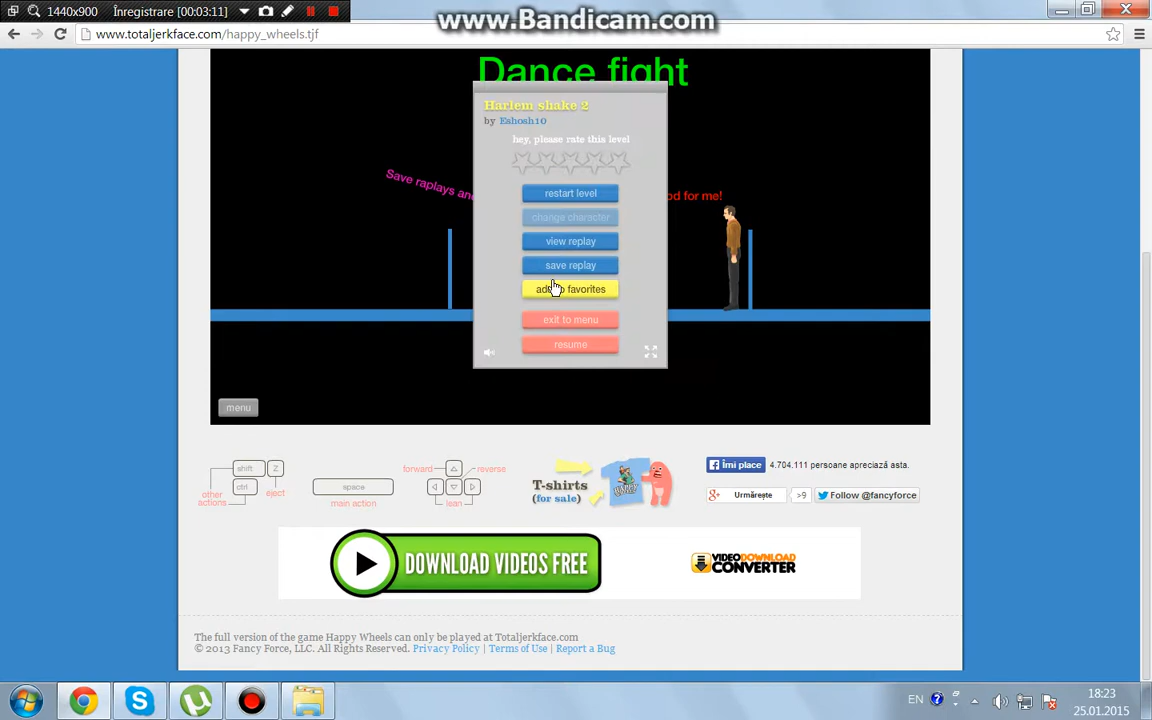 1440x900 Înregistrare [00:03:11]
www.Bandicam.com
www.totaljerkface.com/happy_wheels.tjf
Dance fight
Harlem shake 2
by Eshosh10
hey, please rate this level
Save raplays and
od for me!
restart level
change character
view replay
save replay
add to favorites
exit to menu
resume
menu
shift Z
ctrl
other actions
eject
space
main action
forward
reverse
lean
T-shirts
(for sale)
Îmi place 4.704.111 persoane apreciază asta.
Urmărește >9 Follow @fancyforce
DOWNLOAD VIDEOS FREE
VIDEO DOWNLOAD
CONVERTER
The full version of the game Happy Wheels can only be played at Totaljerkface.com
© 2013 Fancy Force, LLC. All Rights Reserved. Privacy Policy | Terms of Use | Report a Bug
EN
18:23
25.01.2015